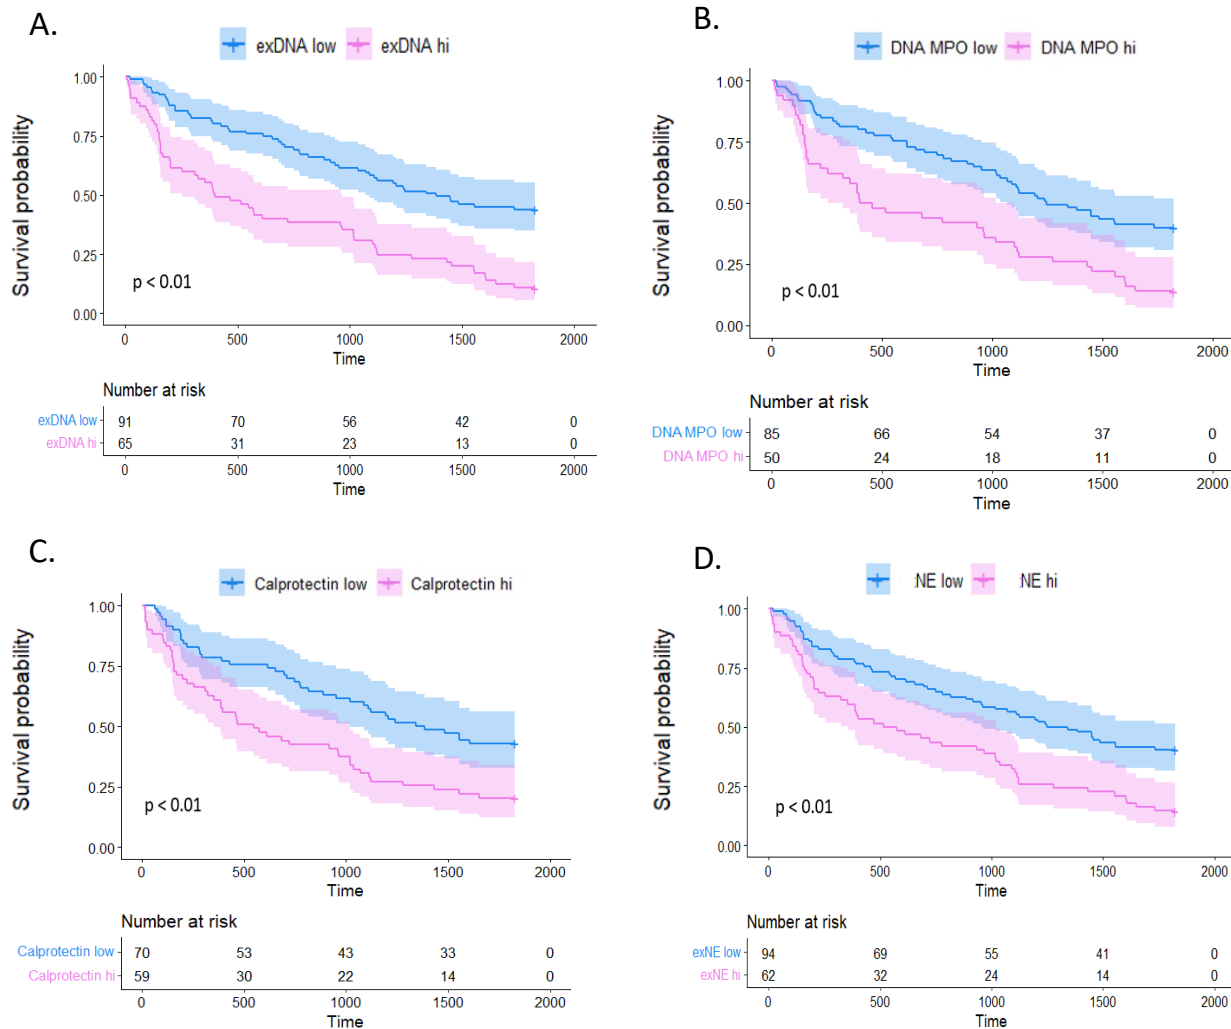 A.
exDNA low exDNA hi
Survival probability
1.00
0.75
0.50
0.25
0.00
p < 0.01
0 500 1000 1500 2000
Time
Number at risk
exDNA low 91 70 56 42 0
exDNA hi 65 31 23 13 0
0 500 1000 1500 2000
Time
B.
DNA MPO low DNA MPO hi
Survival probability
1.00
0.75
0.50
0.25
0.00
p < 0.01
0 500 1000 1500 2000
Time
Number at risk
DNA MPO low 85 66 54 37 0
DNA MPO hi 50 24 18 11 0
0 500 1000 1500 2000
Time
C.
Calprotectin low Calprotectin hi
Survival probability
1.00
0.75
0.50
0.25
0.00
p < 0.01
0 500 1000 1500 2000
Time
Number at risk
Calprotectin low 70 53 43 33 0
Calprotectin hi 59 30 22 14 0
0 500 1000 1500 2000
Time
D.
:NE low :NE hi
Survival probability
1.00
0.75
0.50
0.25
0.00
p < 0.01
0 500 1000 1500 2000
Time
Number at risk
exNE low 94 69 55 41 0
exNE hi 62 32 24 14 0
0 500 1000 1500 2000
Time